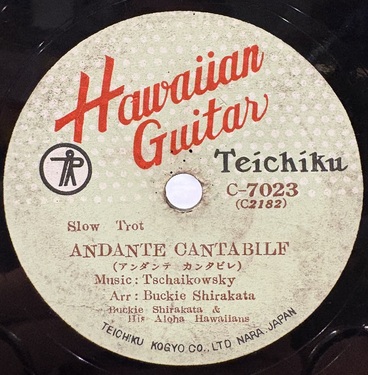 Hawaiian
Guitar
Teichiku
C-7023
(C2182)
Slow Trot
ANDANTE CANTABILE
(アンダンテ カンタビレ)
Music: Tschaikowsky
Arr: Buckie Shirakata
Buckie Shirakata &
His Aloha Hawaiians
TEICHIKU KOGYO CO., LTD NARA. JAPAN